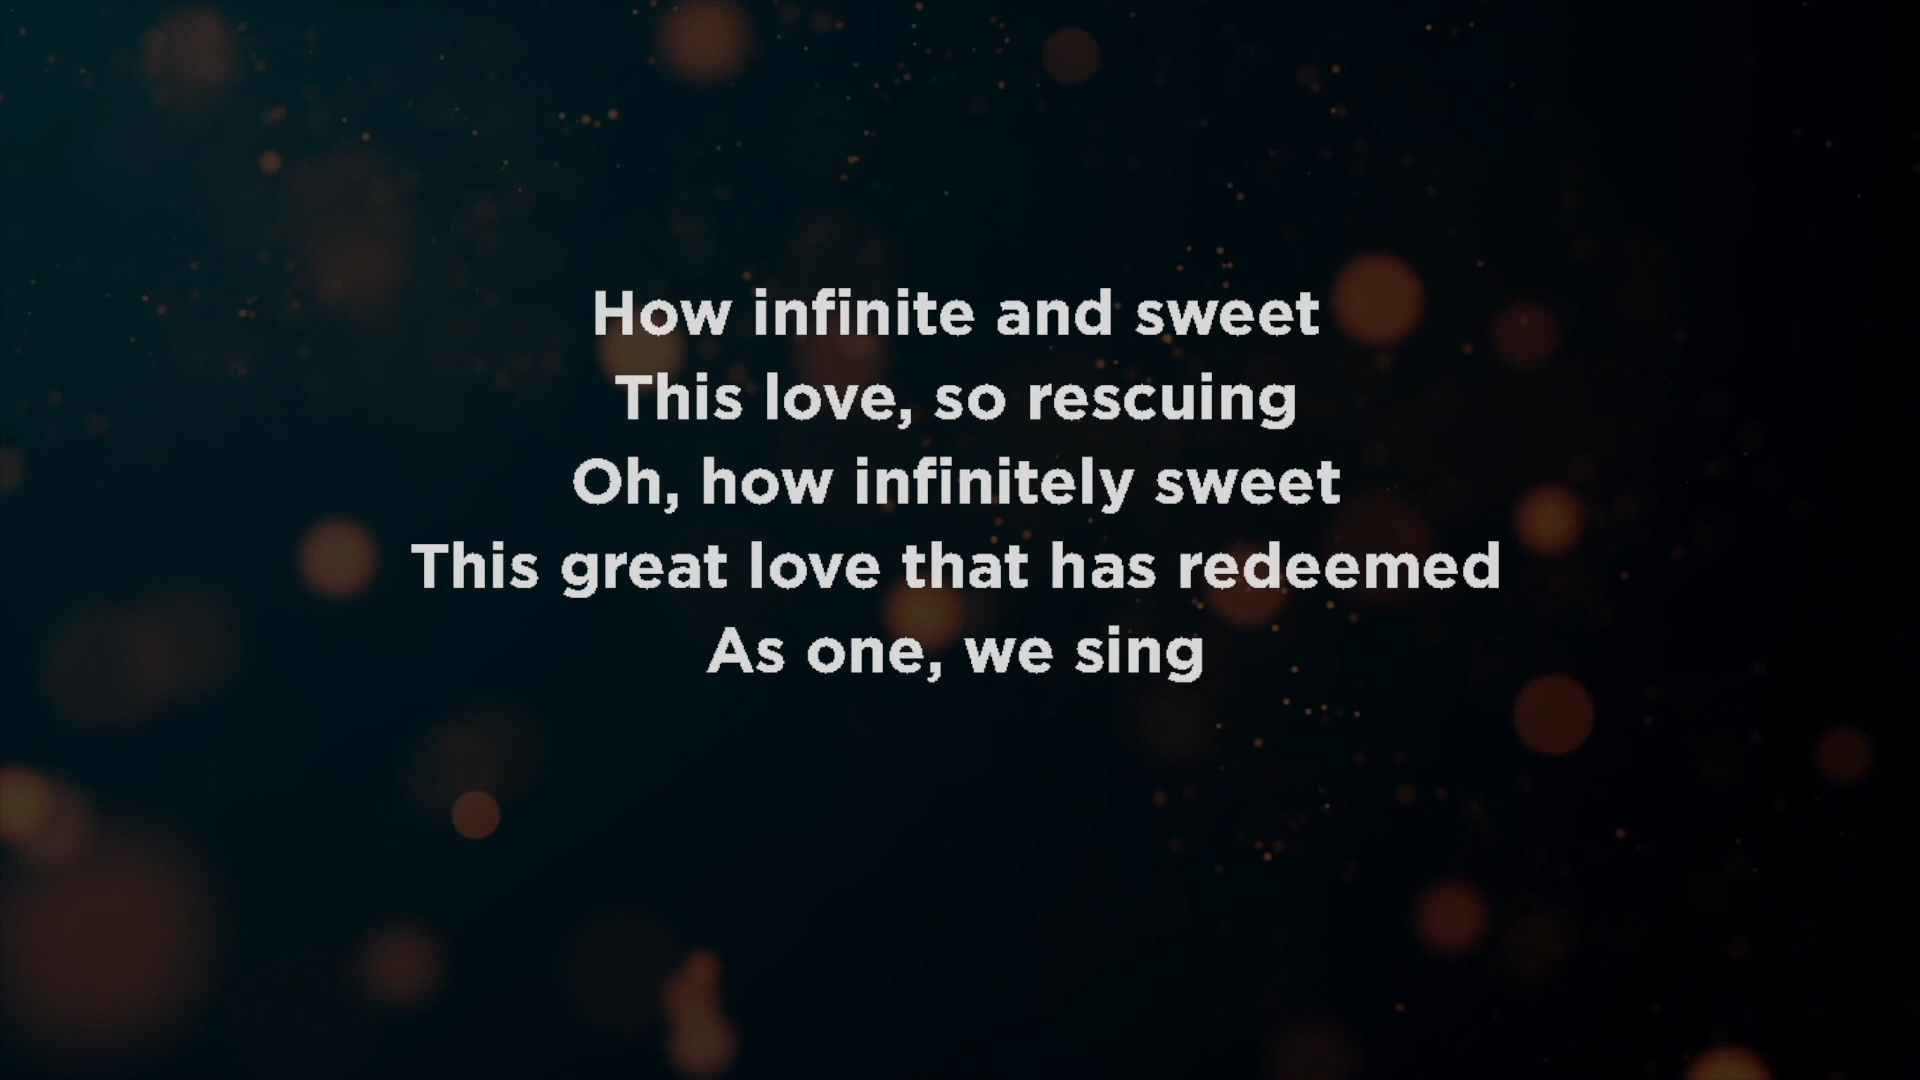 How infinite and sweet
This love, so rescuing
Oh, how infinitely sweet
This great love that has redeemed
As one, we sing